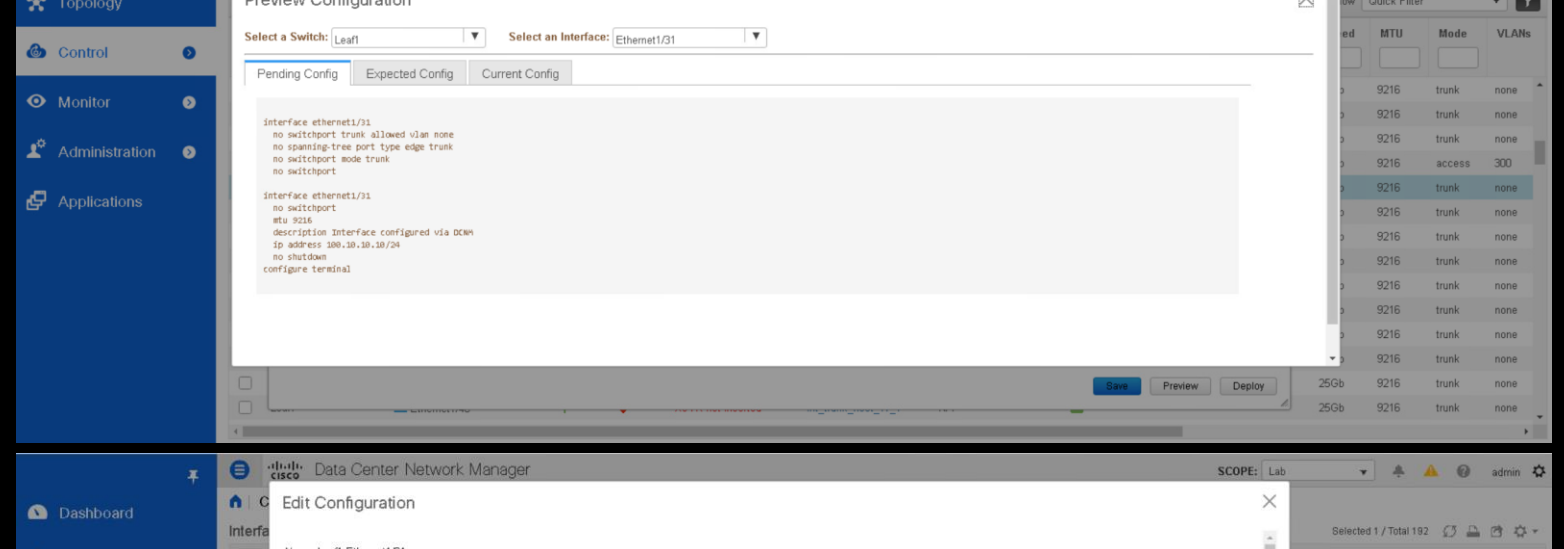 Topology
Preview Configuration
Quick Filter
Select a Switch: Leaf1 Select an Interface: Ethernet1/31
ed MTU Mode VLANs
Control
Pending Config Expected Config Current Config
9216 trunk none
Monitor
9216 trunk none
interface ethernet1/31
no switchport trunk allowed vlan none
no spanning-tree port type edge trunk
no switchport mode trunk
no switchport
9216 trunk none
Administration
9216 access 300
9216 trunk none
interface ethernet1/31
no switchport
mtu 9216
description Interface configured via DCNM
ip address 100.10.10.10/24
no shutdown
configure terminal
Applications
9216 trunk none
9216 trunk none
9216 trunk none
9216 trunk none
9216 trunk none
9216 trunk none
9216 trunk none
Save Preview Deploy 25Gb 9216 trunk none
25Gb 9216 trunk none
cisco Data Center Network Manager SCOPE: Lab admin
Dashboard
Edit Configuration
Interfa
Selected 1 / Total 192